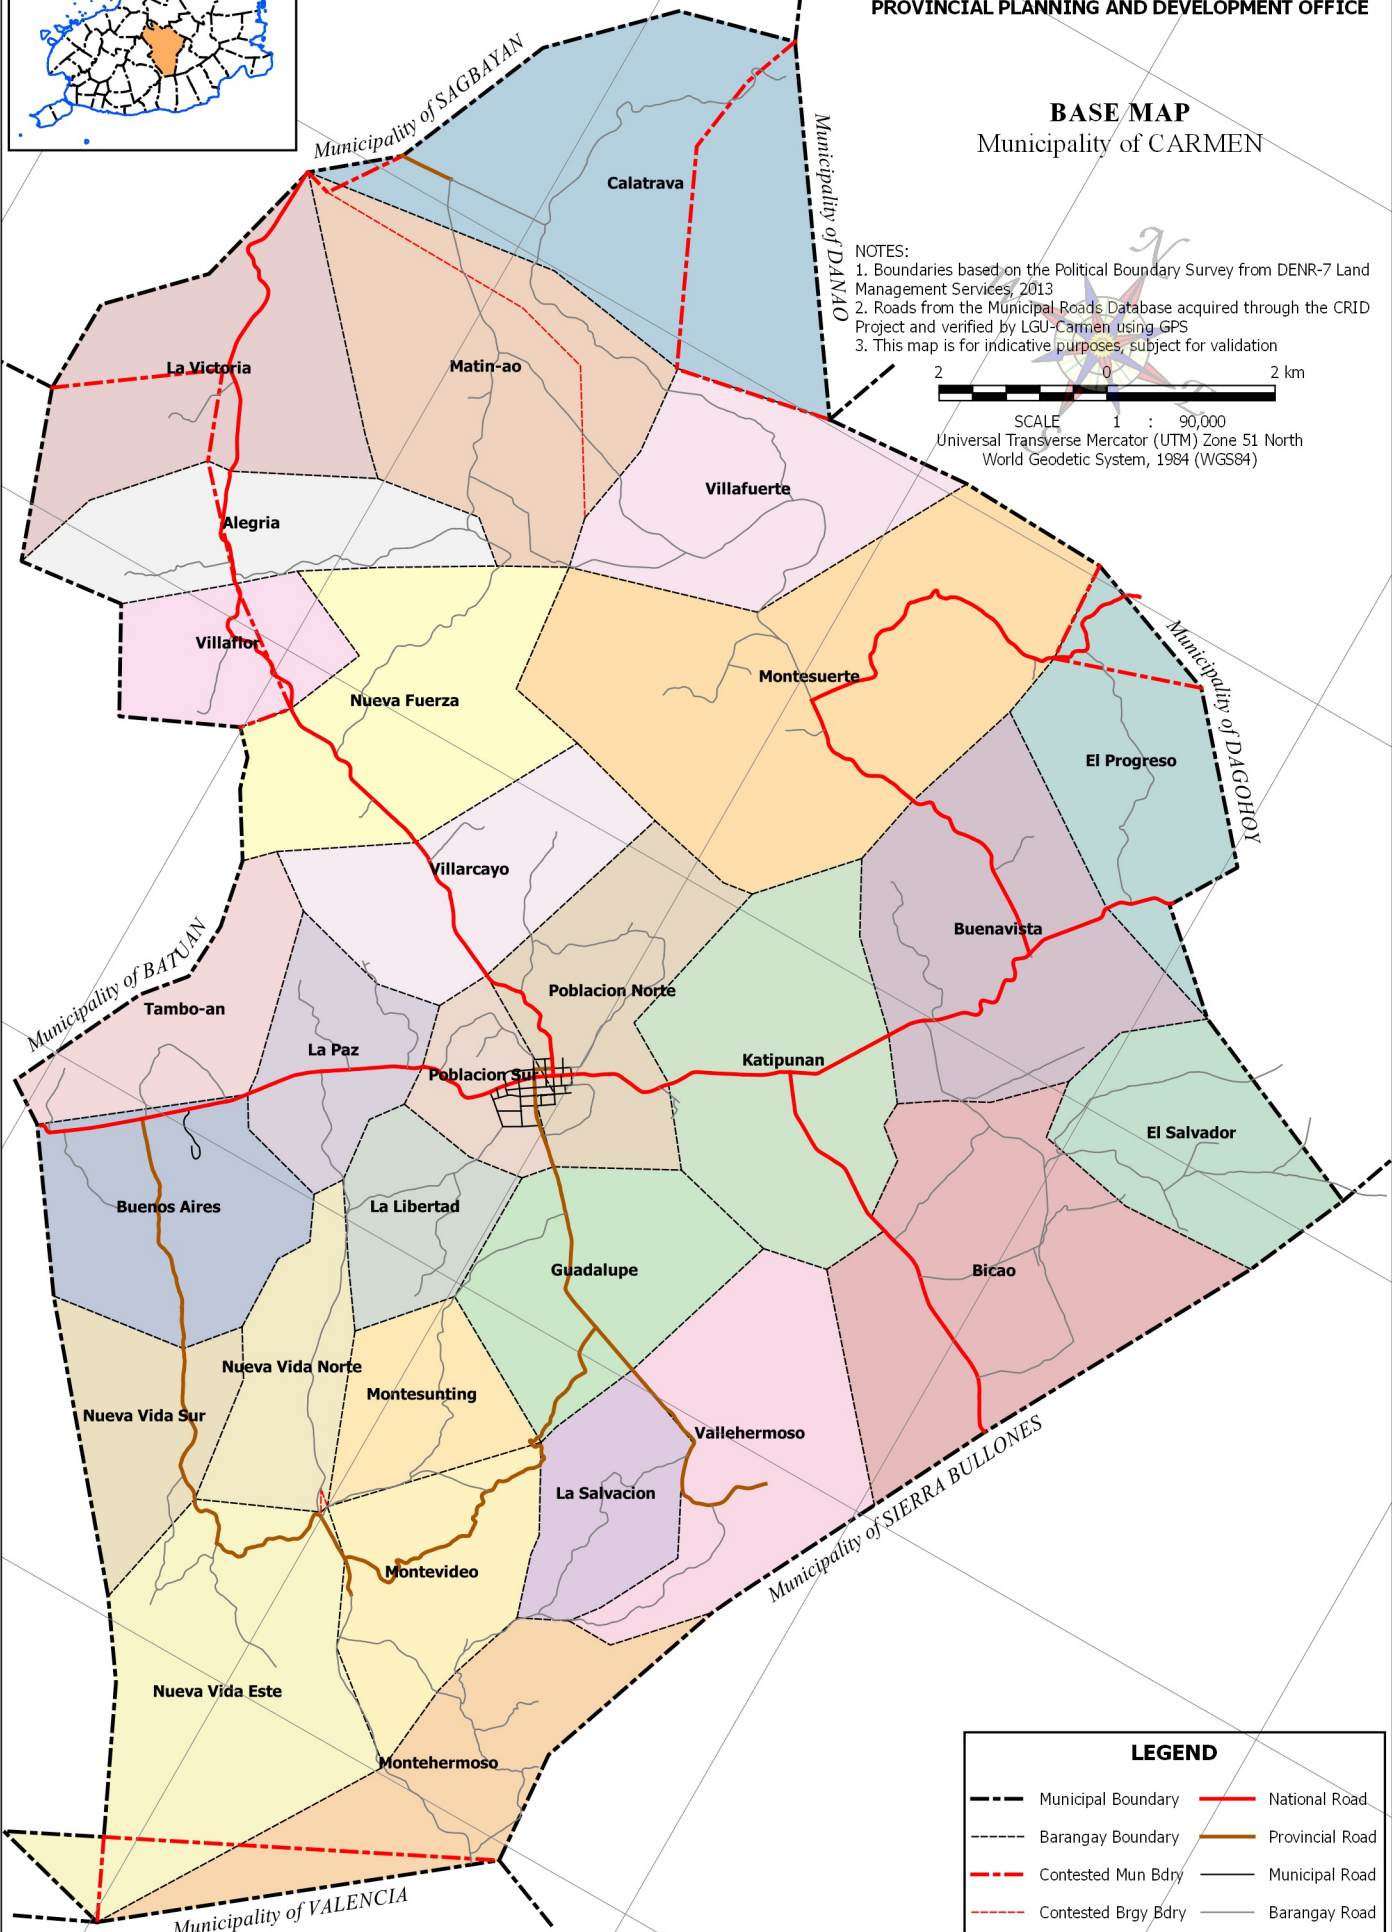 PROVINCIAL PLANNING AND DEVELOPMENT OFFICE
BASE MAP
Municipality of CARMEN
NOTES:
1. Boundaries based on the Political Boundary Survey from DENR-7 Land
Management Services, 2013
2. Roads from the Municipal Roads Database acquired through the CRID
Project and verified by LGU-Carmen using GPS
3. This map is for indicative purposes, subject for validation
N
W
E
S
2 0 2 km
SCALE 1 : 90,000
Universal Transverse Mercator (UTM) Zone 51 North
World Geodetic System, 1984 (WGS84)
Municipality of SAGBAYAN
Municipality of DANAO
Calatrava
La Victoria
Matin-ao
Villafuerte
Alegria
Villaflor
Nueva Fuerza
Montesuerte
Municipality of DAGOHOY
El Progreso
Villarcayo
Buenavista
Municipality of BATUAN
Tambo-an
Poblacion Norte
La Paz
Poblacion Sur
Katipunan
El Salvador
Buenos Aires
La Libertad
Guadalupe
Bicao
Nueva Vida Norte
Montesunting
Nueva Vida Sur
Vallehermoso
La Salvacion
Municipality of SIERRA BULLONES
Montevideo
Nueva Vida Este
Montehermoso
Municipality of VALENCIA
LEGEND
Municipal Boundary National Road
Barangay Boundary Provincial Road
Contested Mun Bdry Municipal Road
Contested Brgy Bdry Barangay Road